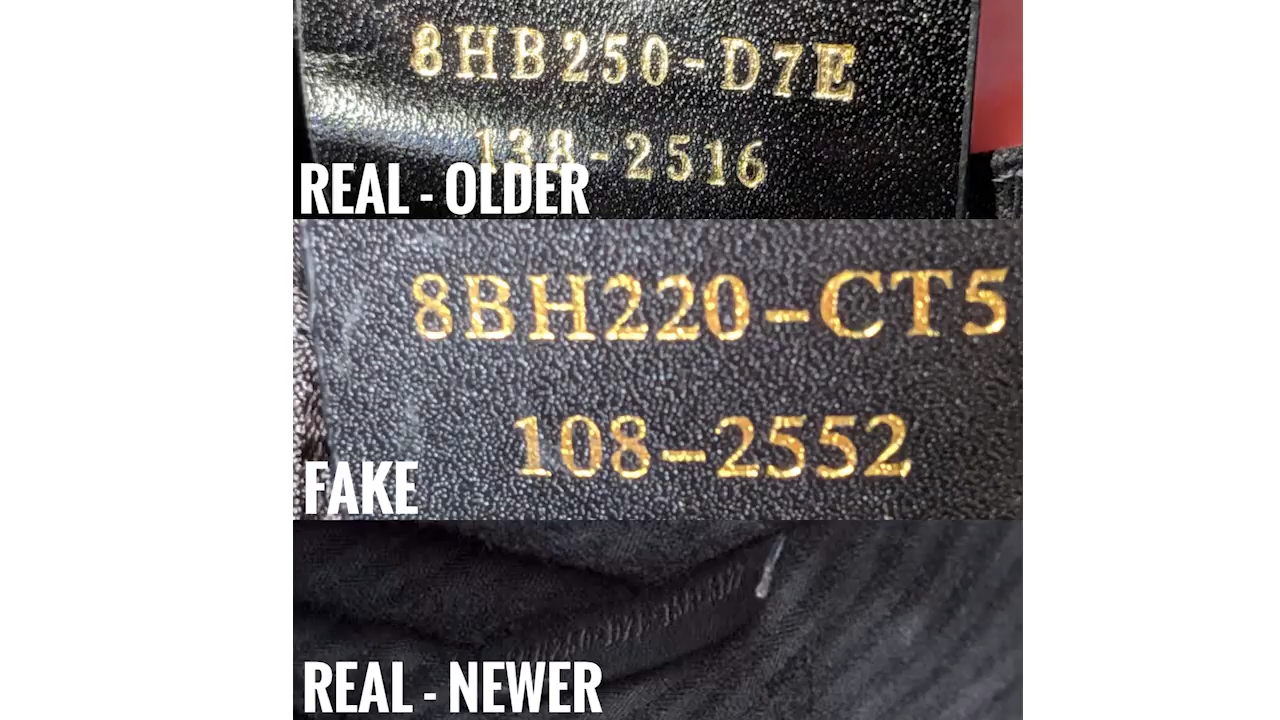 8HB250-D7E
138-2516
REAL - OLDER
8BH220-CT5
108-2552
FAKE
REAL - NEWER